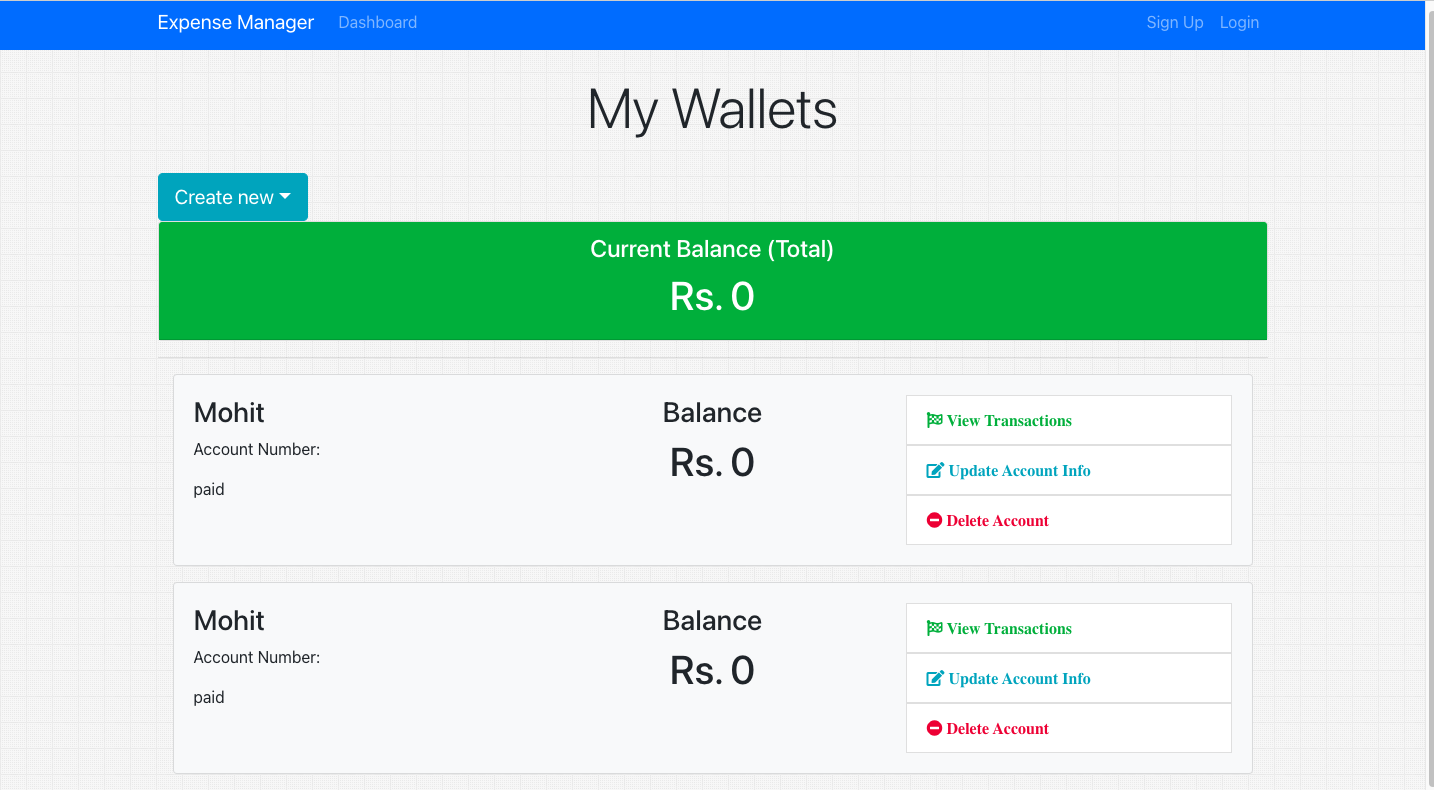 Expense Manager Dashboard Sign Up Login
My Wallets
Create new
Current Balance (Total)
Rs. 0
Mohit
Account Number:
paid
Balance
Rs. 0
View Transactions
Update Account Info
Delete Account
Mohit
Account Number:
paid
Balance
Rs. 0
View Transactions
Update Account Info
Delete Account